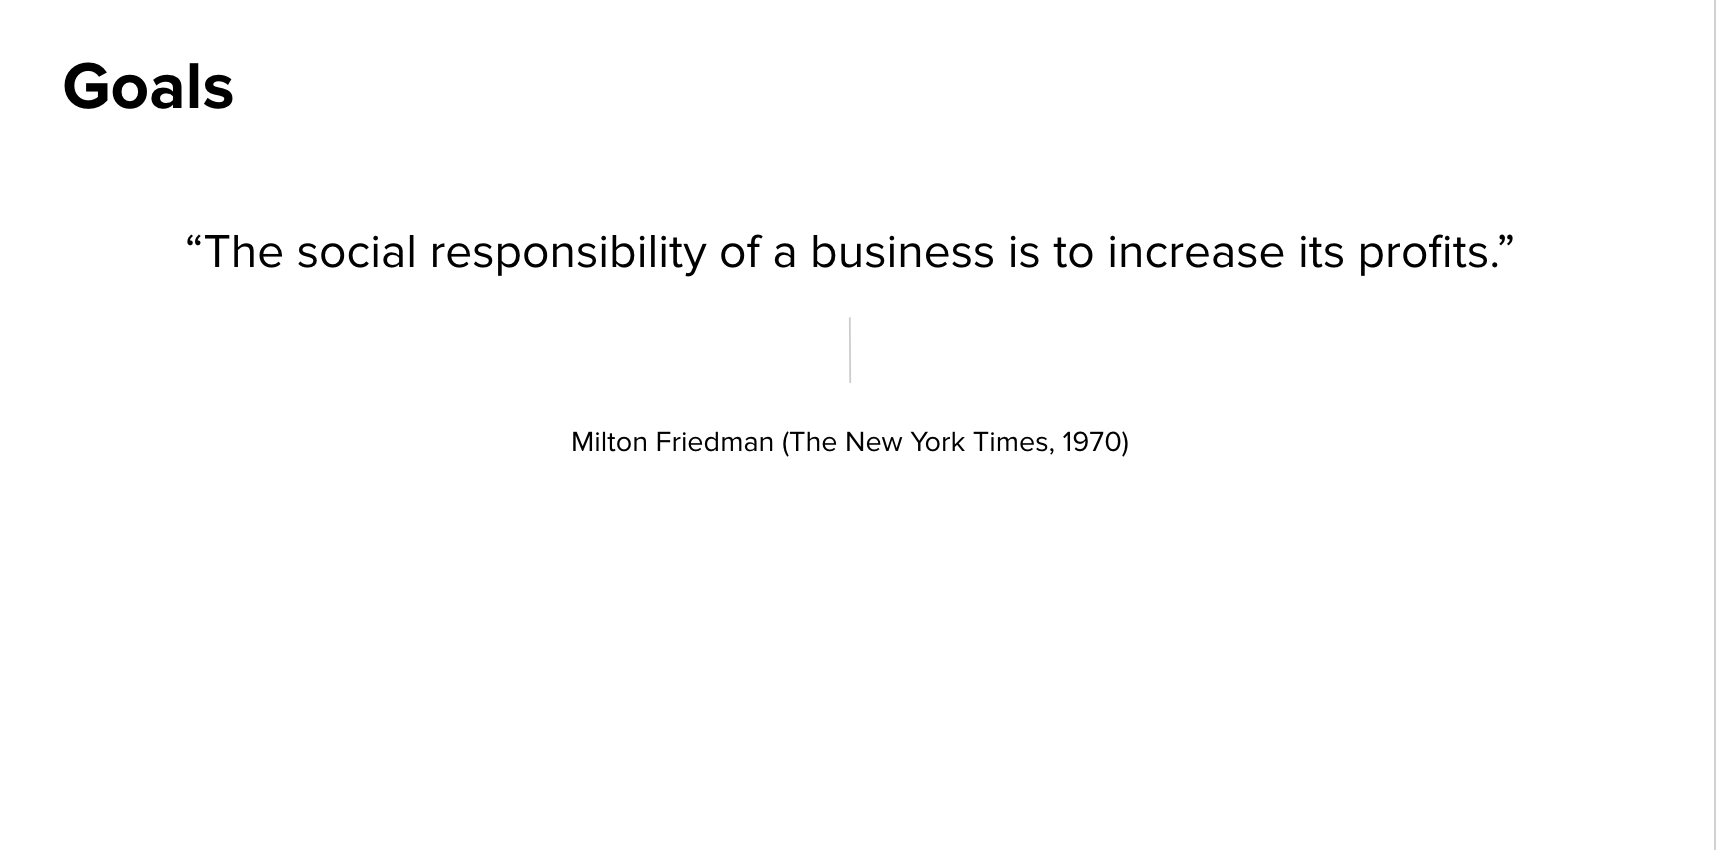 Goals
“The social responsibility of a business is to increase its profits.”
Milton Friedman (The New York Times, 1970)